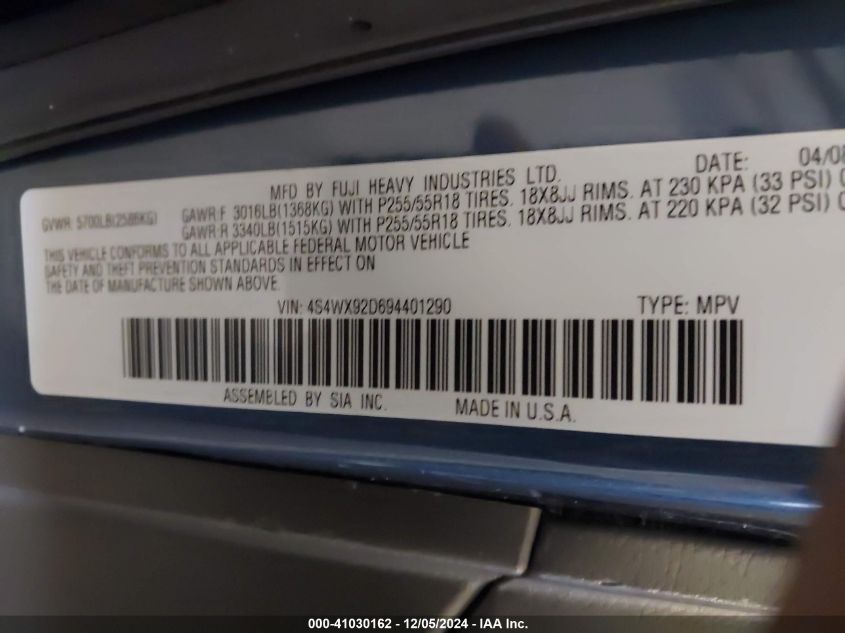 MFD BY FUJI HEAVY INDUSTRIES LTD. DATE: 04/08
GVWR: 5700LB(2586KG) GAWR:F 3016LB(1368KG) WITH P255/55R18 TIRES. 18X8JJ RIMS. AT 230 KPA (33 PSI) C
GAWR:R 3340LB(1515KG) WITH P255/55R18 TIRES. 18X8JJ RIMS. AT 220 KPA (32 PSI) C
THIS VEHICLE CONFORMS TO ALL APPLICABLE FEDERAL MOTOR VEHICLE
SAFETY AND THEFT PREVENTION STANDARDS IN EFFECT ON
THE DATE OF MANUFACTURE SHOWN ABOVE.
VIN: 4S4WX92D694401290 TYPE: MPV
ASSEMBLED BY SIA INC. MADE IN U.S.A.
000-41030162 - 12/05/2024 - IAA Inc.